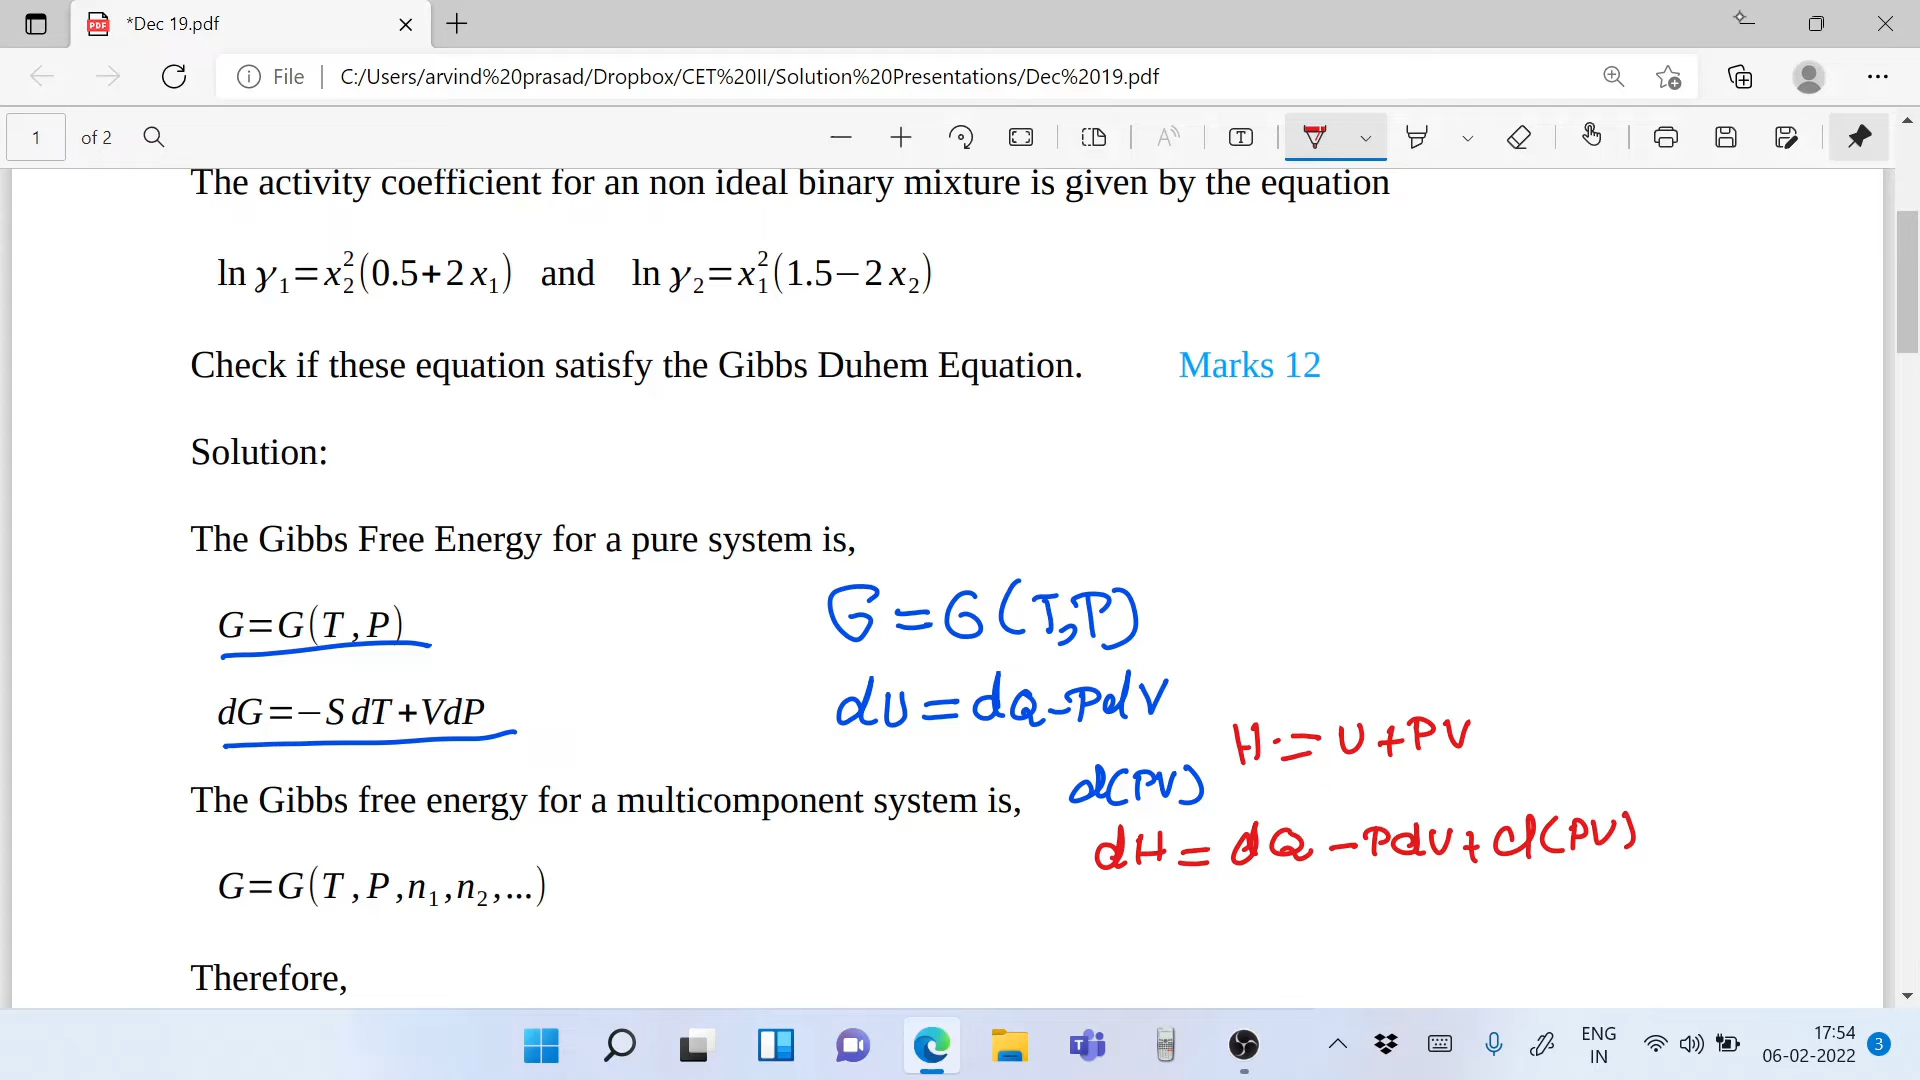 *Dec 19.pdf
File | C:/Users/arvind%20prasad/Dropbox/CET%20II/Solution%20Presentations/Dec%2019.pdf
1 of 2
The activity coefficient for an non ideal binary mixture is given by the equation
ln γ₁=x₂²(0.5+2 x₁) and ln γ₂=x₁²(1.5−2 x₂)
Check if these equation satisfy the Gibbs Duhem Equation. Marks 12
Solution:
The Gibbs Free Energy for a pure system is,
G=G(T ,P)
G=G(T,P)
dG=−S dT+VdP
dU=dQ-PdV
H=U+PV
The Gibbs free energy for a multicomponent system is,
d(PV)
dH=dQ-PdV+d(PV)
G=G(T ,P ,n₁,n₂,...)
Therefore,
ENG
IN
17:54
06-02-2022
3